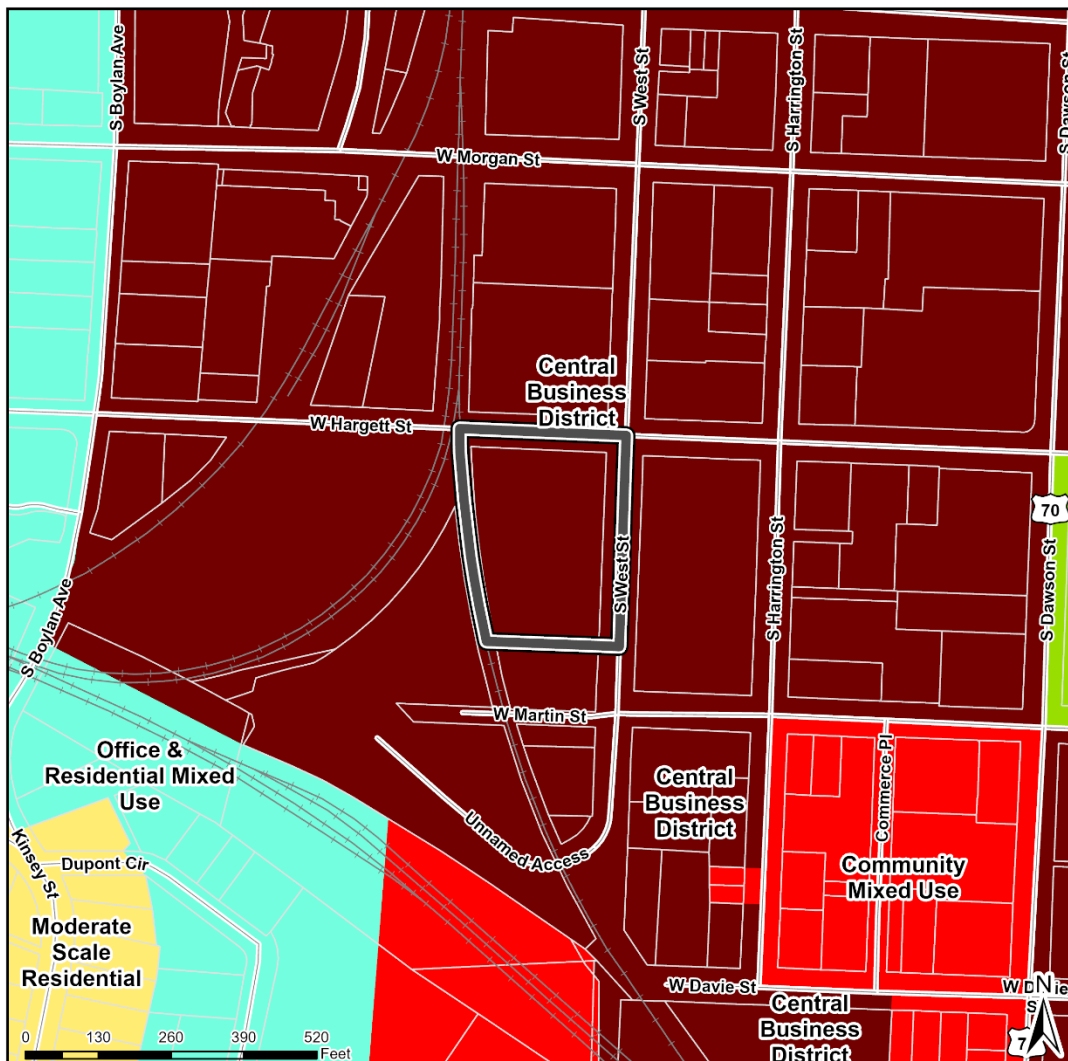 S Boylan Ave
S West St
S Harrington St
S Dawson St
W Morgan St
Central
Business
District
W Hargett St
70
S West St
S Harrington St
S Dawson St
S Boylan Ave
W Martin St
Office &
Residential Mixed
Use
Central
Business
District
Commerce Pl
Unnamed Access
Kinsey St
Dupont Cir
Community
Mixed Use
Moderate
Scale
Residential
W Davie St
N
Central
Business
District
0 130 260 390 520
Feet